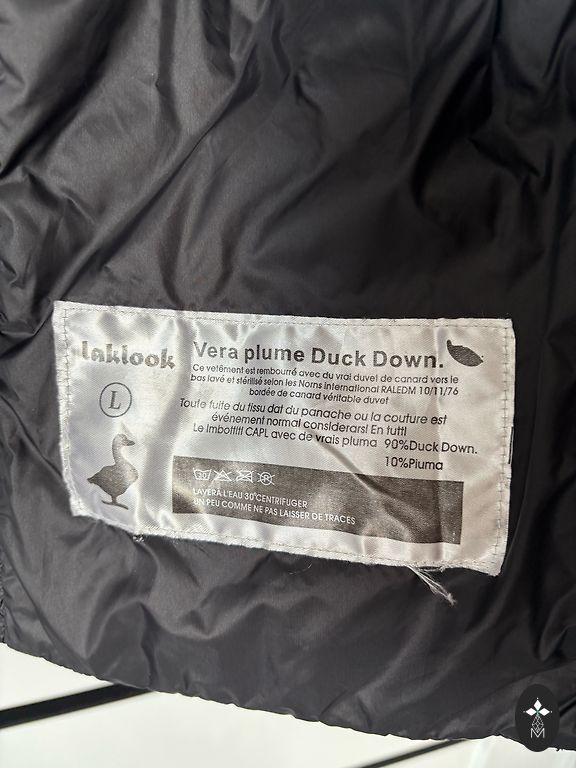 laklook
Vera plume Duck Down.
Ce vetêment est rembourré avec du vrai duvet de canard vers le
bas lavé et stérilisé selon les Norns international RALEDM 10/11/76
bordée de canard véritable duvet
L
Toute fuite du tissu dat du panache ou la couture est
événement normal considerarsi En tutti
Le Imbottiti CAPL avec de vrais pluma 90%Duck Down.
10%Piuma
LAVERÀ L'EAU 30°CENTRIFUGER
UN PEU COMME NE PAS LAISSER DE TRACES
M